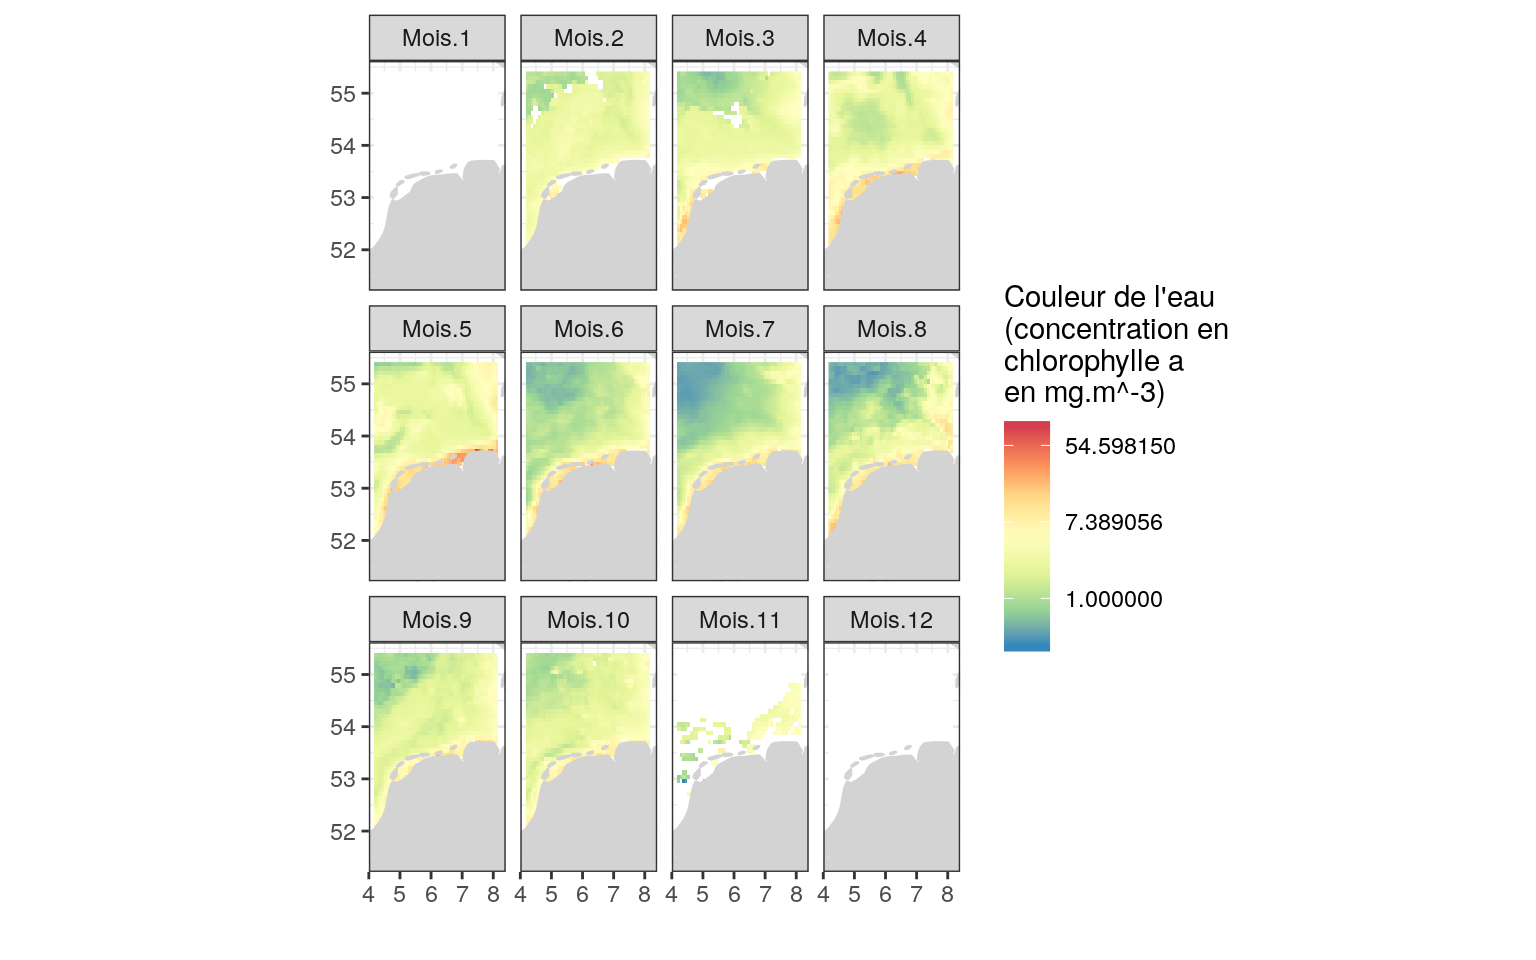 Mois.1 Mois.2 Mois.3 Mois.4
55
54
53
52
Mois.5 Mois.6 Mois.7 Mois.8
55
54
53
52
Mois.9 Mois.10 Mois.11 Mois.12
55
54
53
52
4 5 6 7 8 4 5 6 7 8 4 5 6 7 8 4 5 6 7 8
Couleur de l'eau
(concentration en
chlorophylle a
en mg.m^-3)
54.598150
7.389056
1.000000